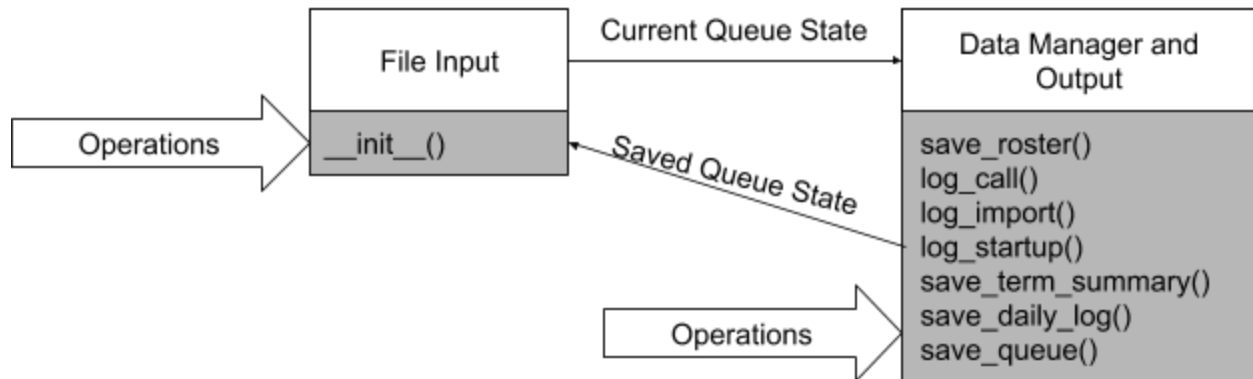 File Input
Current Queue State
Data Manager and
Output
Operations
__init__()
Saved Queue State
save_roster()
log_call()
log_import()
log_startup()
save_term_summary()
save_daily_log()
save_queue()
Operations